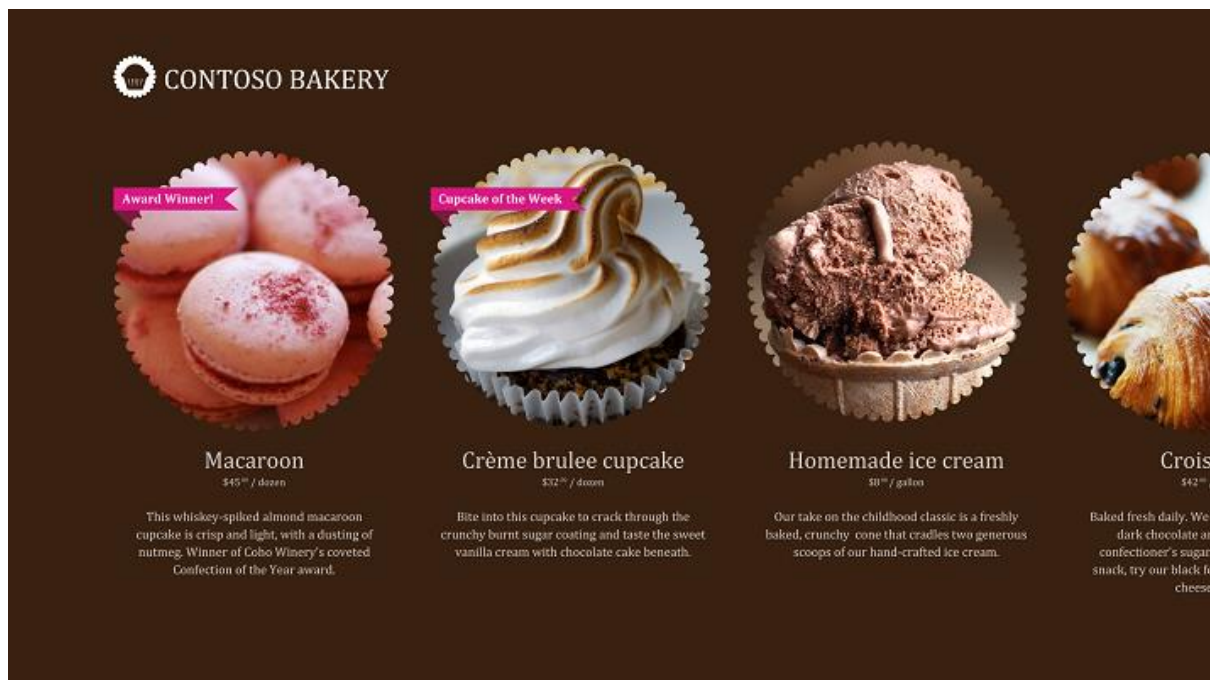 CONTOSO BAKERY
Award Winner!
Cupcake of the Week
Macaroon
$45 / dozen
This whiskey-spiked almond macaroon
cupcake is crisp and light, with a dusting of
nutmeg. Winner of Coho Winery's coveted
Confection of the Year award.
Crème brulee cupcake
$32 / dozen
Bite into this cupcake to crack through the
crunchy burnt sugar coating and taste the sweet
vanilla cream with chocolate cake beneath.
Homemade ice cream
$8 / gallon
Our take on the childhood classic is a freshly
baked, crunchy cone that cradles two generous
scoops of our hand-crafted ice cream.
Crois
$42
Baked fresh daily. We
dark chocolate a
confectioner's sugar
snack, try our black f
cheese